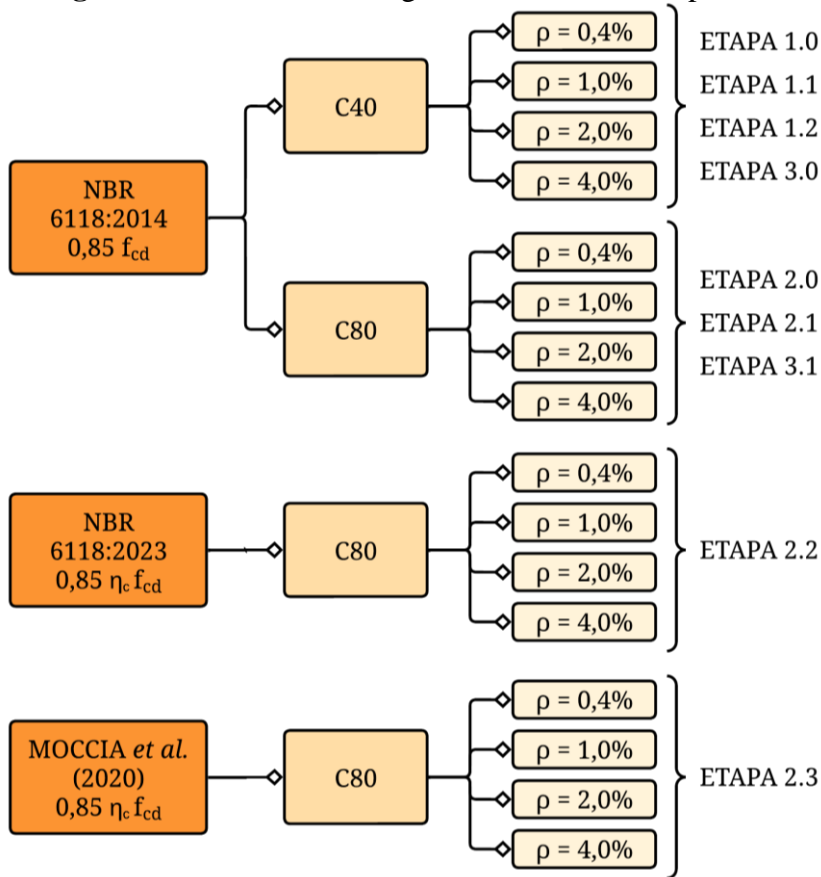 NBR
6118:2014
0,85 fcd
C40
ρ = 0,4%
ρ = 1,0%
ρ = 2,0%
ρ = 4,0%
ETAPA 1.0
ETAPA 1.1
ETAPA 1.2
ETAPA 3.0
C80
ρ = 0,4%
ρ = 1,0%
ρ = 2,0%
ρ = 4,0%
ETAPA 2.0
ETAPA 2.1
ETAPA 3.1
NBR
6118:2023
0,85 ηc fcd
C80
ρ = 0,4%
ρ = 1,0%
ρ = 2,0%
ρ = 4,0%
ETAPA 2.2
MOCCIA et al.
(2020)
0,85 ηc fcd
C80
ρ = 0,4%
ρ = 1,0%
ρ = 2,0%
ρ = 4,0%
ETAPA 2.3